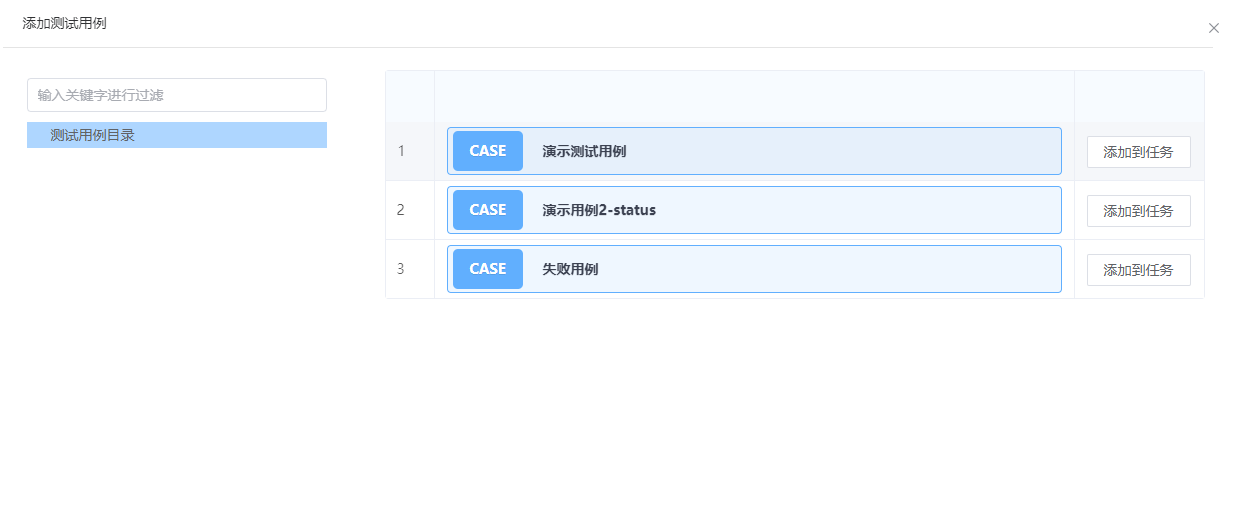 添加测试用例
输入关键字进行过滤
测试用例目录
1 CASE 演示测试用例 添加到任务
2 CASE 演示用例2-status 添加到任务
3 CASE 失败用例 添加到任务